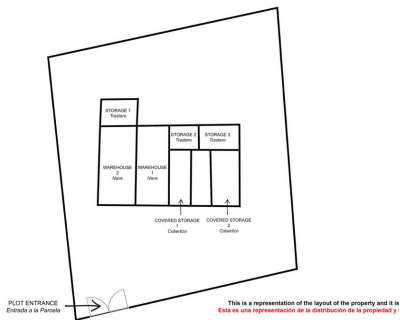 STORAGE 1
Trastero
STORAGE 2
Trastero
STORAGE 3
Trastero
WAREHOUSE
2
Nave
WAREHOUSE
1
Nave
COVERED STORAGE
1
Cobertizo
COVERED STORAGE
2
Cobertizo
PLOT ENTRANCE
Entrada a la Parcela
This is a representation of the layout of the property and it is
Esta es una representación de la distribución de la propiedad y